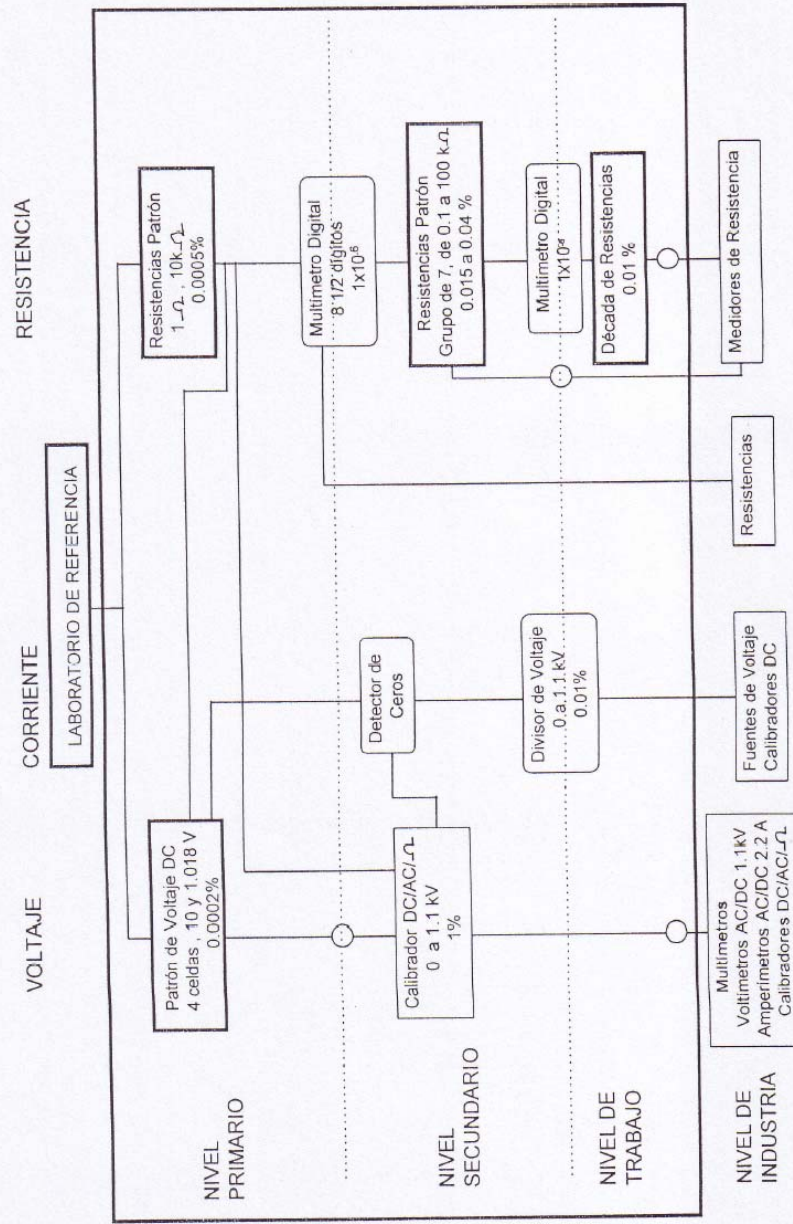 VOLTAJE
CORRIENTE
RESISTENCIA
LABORATORIO DE REFERENCIA
NIVEL
PRIMARIO
Patrón de Voltaje DC
4 celdas , 10 y 1.018 V
0.0002%
Resistencias Patrón
1 Ω , 10k Ω
0,0005%
Multímetro Digital
8 1/2 dígitos
NIVEL
SECUNDARIO
Calibrador DC/AC/Ω
0 a 1.1 kV
1%
Detector de
Ceros
Resistencias Patrón
Grupo de 7, de 0.1 a 100 kΩ
0.015 a 0.04 %
NIVEL DE
TRABAJO
Divisor de Voltaje
0 a 1.1 kV
0.01%
Multímetro Digital
Década de Resistencias
0.01 %
NIVEL DE
INDUSTRIA
Multímetros
Voltímetros AC/DC 1.1kV
Amperímetros AC/DC 2.2 A
Calibradores DC/AC/Ω
Fuentes de Voltaje
Calibradores DC
Resistencias
Medidores de Resistencia